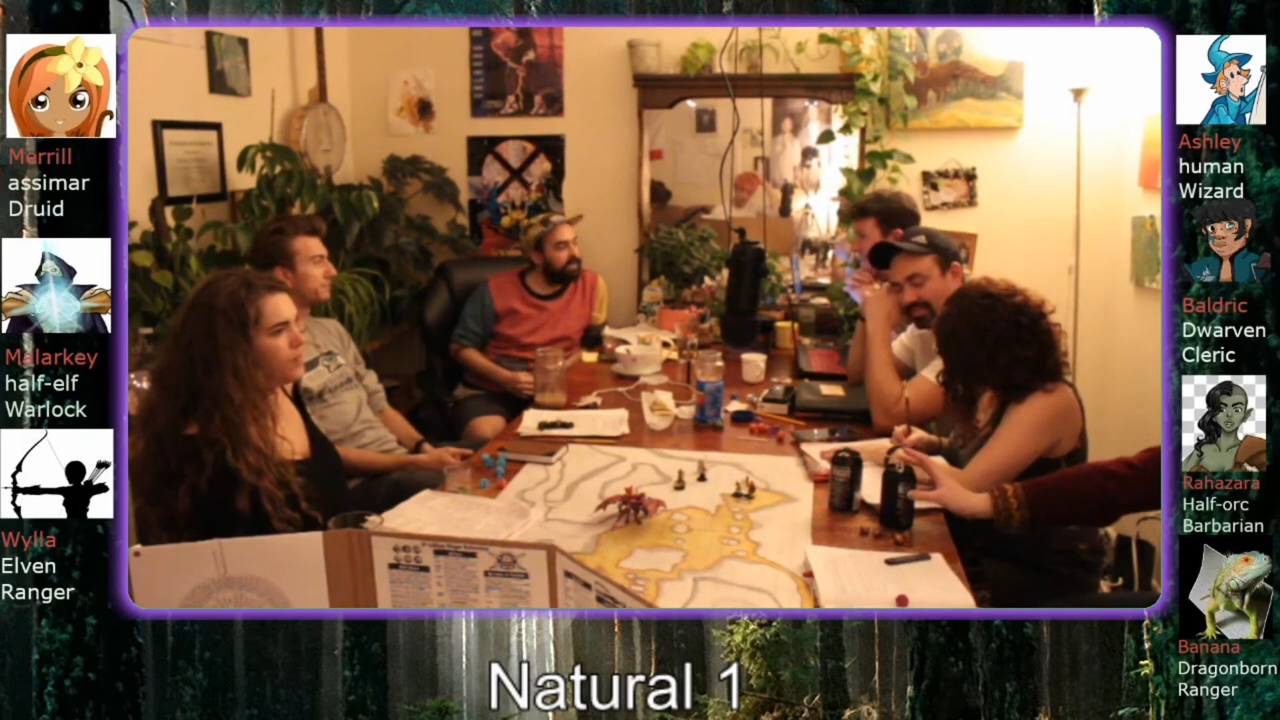 Merrill
assimar
Druid
Malarkey
half-elf
Warlock
Wylla
Elven
Ranger
Ashley
human
Wizard
Baldric
Dwarven
Cleric
Rahazara
Half-orc
Barbarian
Banana
Dragonborn
Ranger
Natural 1